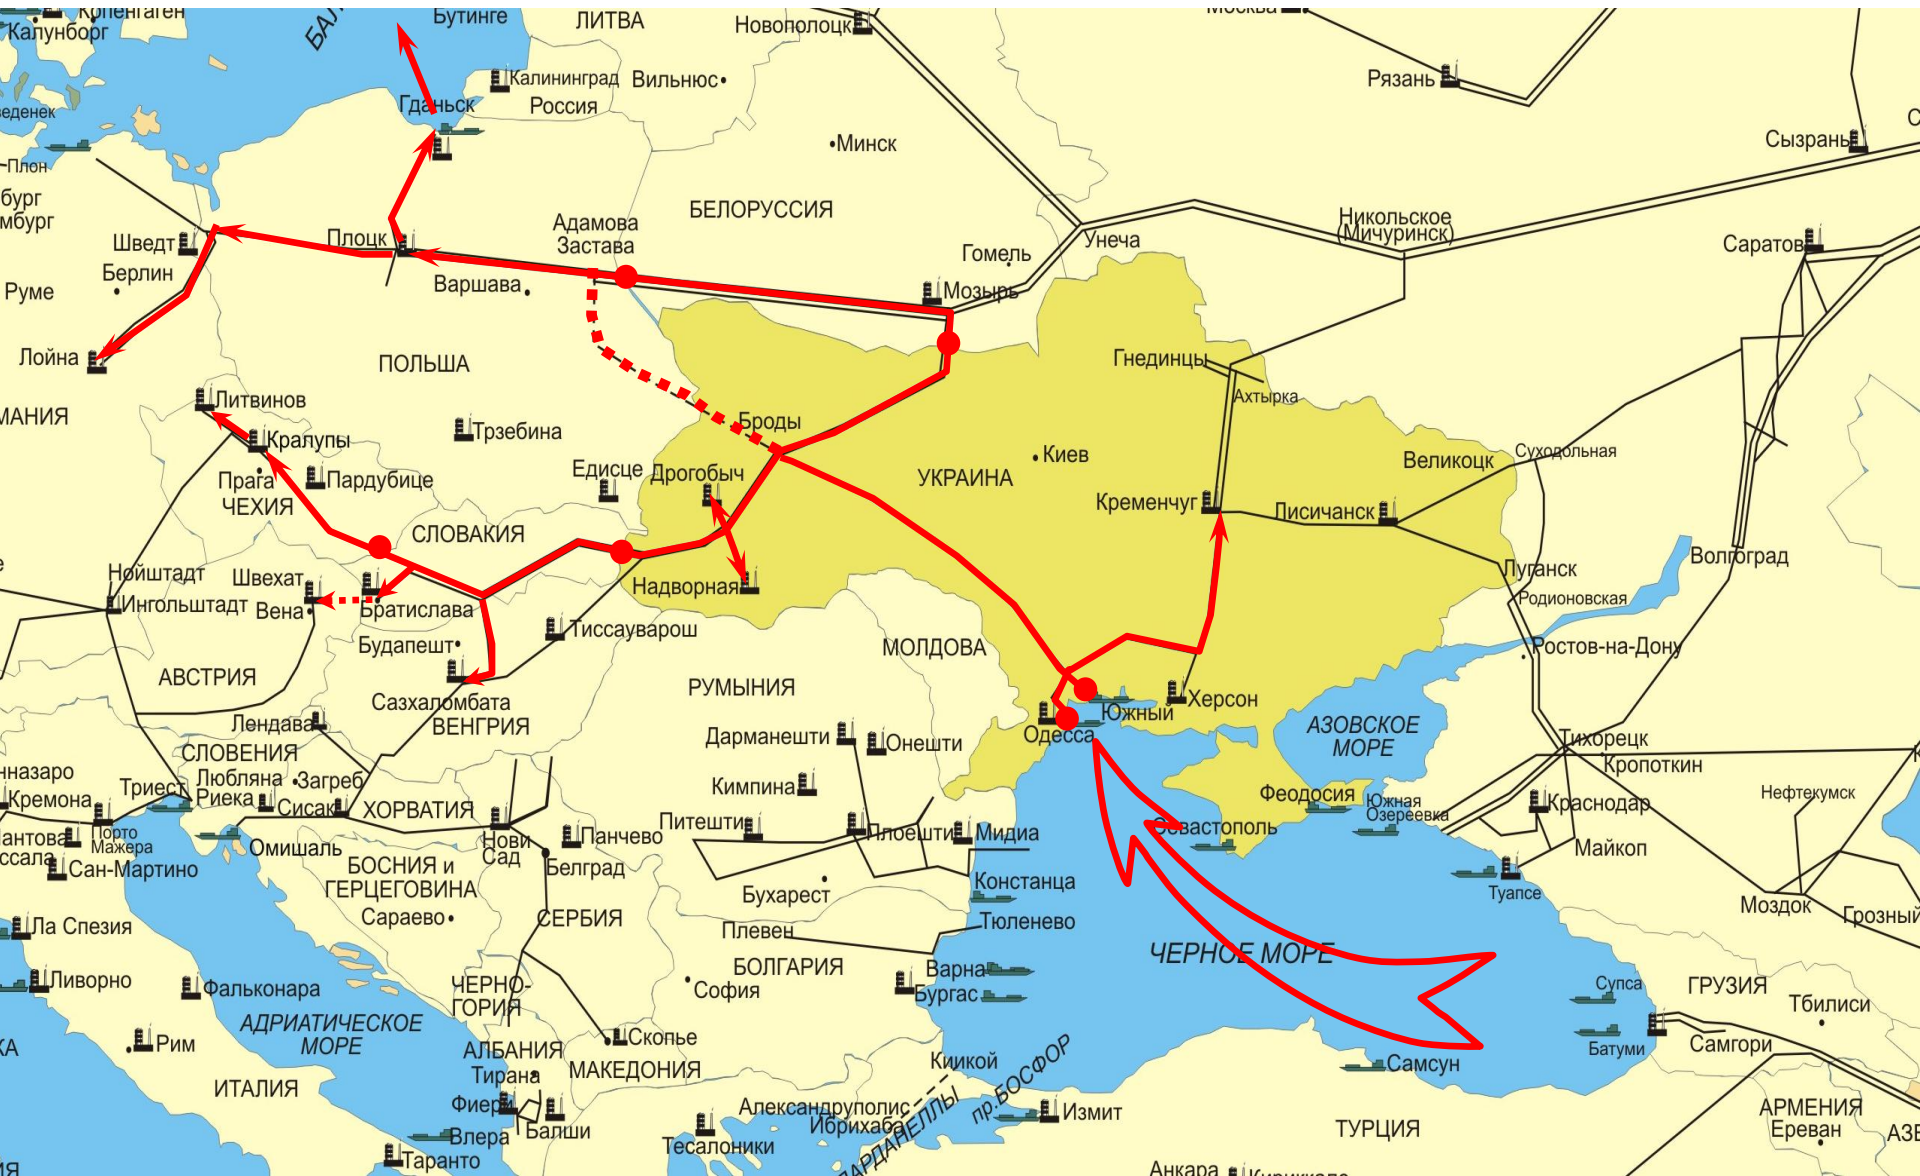 Копенгаген
Калунборг
Бутинге
ЛИТВА
Новополоцк
Москва
Калининград
Россия
Вильнюс
Рязань
Гданьск
Минск
Сызрань
Плон
БЕЛОРУССИЯ
Адамова
Застава
Никольское
(Мичуринск)
Шведт
Плоцк
Гомель
Унеча
Саратов
Берлин
Руме
Варшава
Мозырь
Лойна
ПОЛЬША
Гнединцы
Ахтырка
Литвинов
Кралупы
Трзебина
Броды
Киев
УКРАИНА
Великоцк
Суходольная
Прага
Пардубице
ЧЕХИЯ
Едисце
Дрогобыч
Кременчуг
Лисичанск
СЛОВАКИЯ
Волгоград
Нойштадт
Швехат
Ингольштадт
Вена
Братислава
Надворная
Луганск
Родионовская
Будапешт
Тиссауварош
МОЛДОВА
Ростов-на-Дону
АВСТРИЯ
РУМЫНИЯ
Сазхаломбата
ВЕНГРИЯ
Херсон
Южный
Одесса
АЗОВСКОЕ
МОРЕ
Лендава
СЛОВЕНИЯ
Дарманешти
Онешти
Тихорецк
Кропоткин
Любляна
Загреб
Кимпина
Феодосия
Южная
Озереевка
Краснодар
Нефтекумск
Кремона
Триест
Риека
Сисак
ХОРВАТИЯ
Питешти
Плоешти
Мидиа
Севастополь
Порто
Мажера
Омишаль
Нови
Сад
Панчево
Майкоп
Сан-Мартино
БОСНИЯ и
ГЕРЦЕГОВИНА
Белград
Бухарест
Констанца
Туапсе
Сараево
СЕРБИЯ
Тюленево
Моздок
Грозный
Ла Специя
Плевен
ЧЕРНОЕ МОРЕ
Ливорно
Фальконара
ЧЕРНО-
ГОРИЯ
БОЛГАРИЯ
София
Варна
Бургас
Супса
ГРУЗИЯ
Тбилиси
АДРИАТИЧЕСКОЕ
МОРЕ
Рим
Скопье
АЛБАНИЯ
МАКЕДОНИЯ
Батуми
Самгори
Тирана
Киикой
пр.БОСФОР
Самсун
ИТАЛИЯ
Фиери
Балши
Влера
Таранто
Александруполис
Ибрихаба
Тесалоники
Измит
ТУРЦИЯ
АРМЕНИЯ
Ереван
Анкара